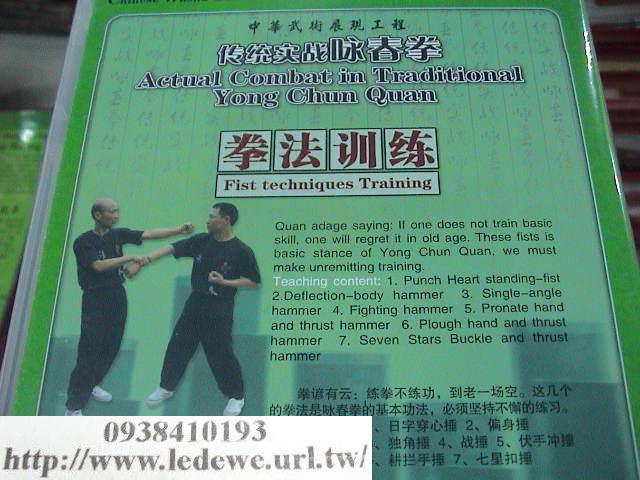 中華武術展現工程
传统实战咏春拳
Actual Combat in Traditional
Yong Chun Quan
拳法训练
Fist techniques Training
Quan adage saying: If one does not train basic
skill, one will regret it in old age. These fists is
basic stance of Yong Chun Quan, we must
make unremitting training.
Teaching content: 1. Punch Heart standing-fist
2.Deflection-body hammer 3. Single-angle
hammer 4. Fighting hammer 5. Pronate hand
and thrust hammer 6. Plough hand and thrust
hammer 7. Seven Stars Buckle and thrust
hammer
拳谚有云：练拳不练功，到老一场空。这几个
的拳法是咏春拳的基本功法，必须坚持不懈的练习。
、日字穿心捶 2、偏身捶
、独角捶 4、战捶 5、伏手冲捶
、耕拦手捶 7、七星扣捶
0938410193
http://www.ledewe.url.tw/